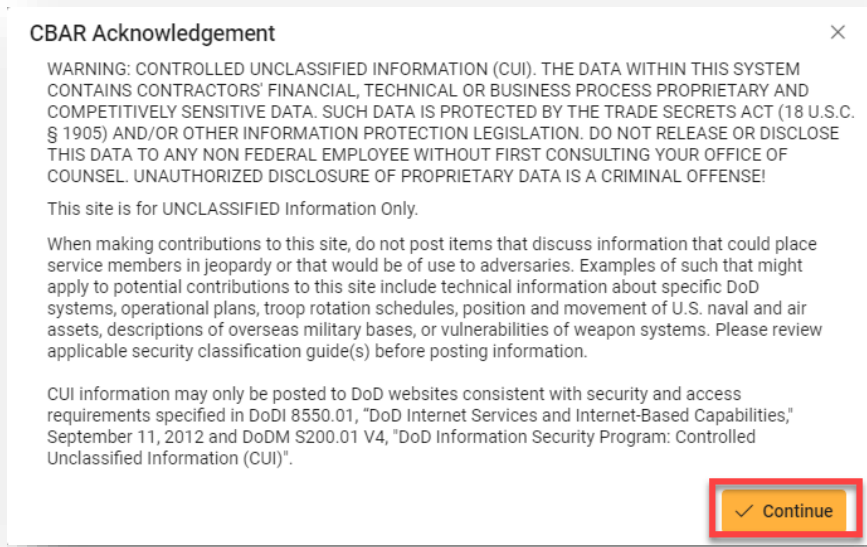 CBAR Acknowledgement
WARNING: CONTROLLED UNCLASSIFIED INFORMATION (CUI). THE DATA WITHIN THIS SYSTEM
CONTAINS CONTRACTORS' FINANCIAL, TECHNICAL OR BUSINESS PROCESS PROPRIETARY AND
COMPETITIVELY SENSITIVE DATA. SUCH DATA IS PROTECTED BY THE TRADE SECRETS ACT (18 U.S.C.
§ 1905) AND/OR OTHER INFORMATION PROTECTION LEGISLATION. DO NOT RELEASE OR DISCLOSE
THIS DATA TO ANY NON FEDERAL EMPLOYEE WITHOUT FIRST CONSULTING YOUR OFFICE OF
COUNSEL. UNAUTHORIZED DISCLOSURE OF PROPRIETARY DATA IS A CRIMINAL OFFENSE!
This site is for UNCLASSIFIED Information Only.
When making contributions to this site, do not post items that discuss information that could place
service members in jeopardy or that would be of use to adversaries. Examples of such that might
apply to potential contributions to this site include technical information about specific DoD
systems, operational plans, troop rotation schedules, position and movement of U.S. naval and air
assets, descriptions of overseas military bases, or vulnerabilities of weapon systems. Please review
applicable security classification guide(s) before posting information.
CUI information may only be posted to DoD websites consistent with security and access
requirements specified in DoDI 8550.01, “DoD Internet Services and Internet-Based Capabilities,"
September 11, 2012 and DoDM S200.01 V4, "DoD Information Security Program: Controlled
Unclassified Information (CUI)".
Continue